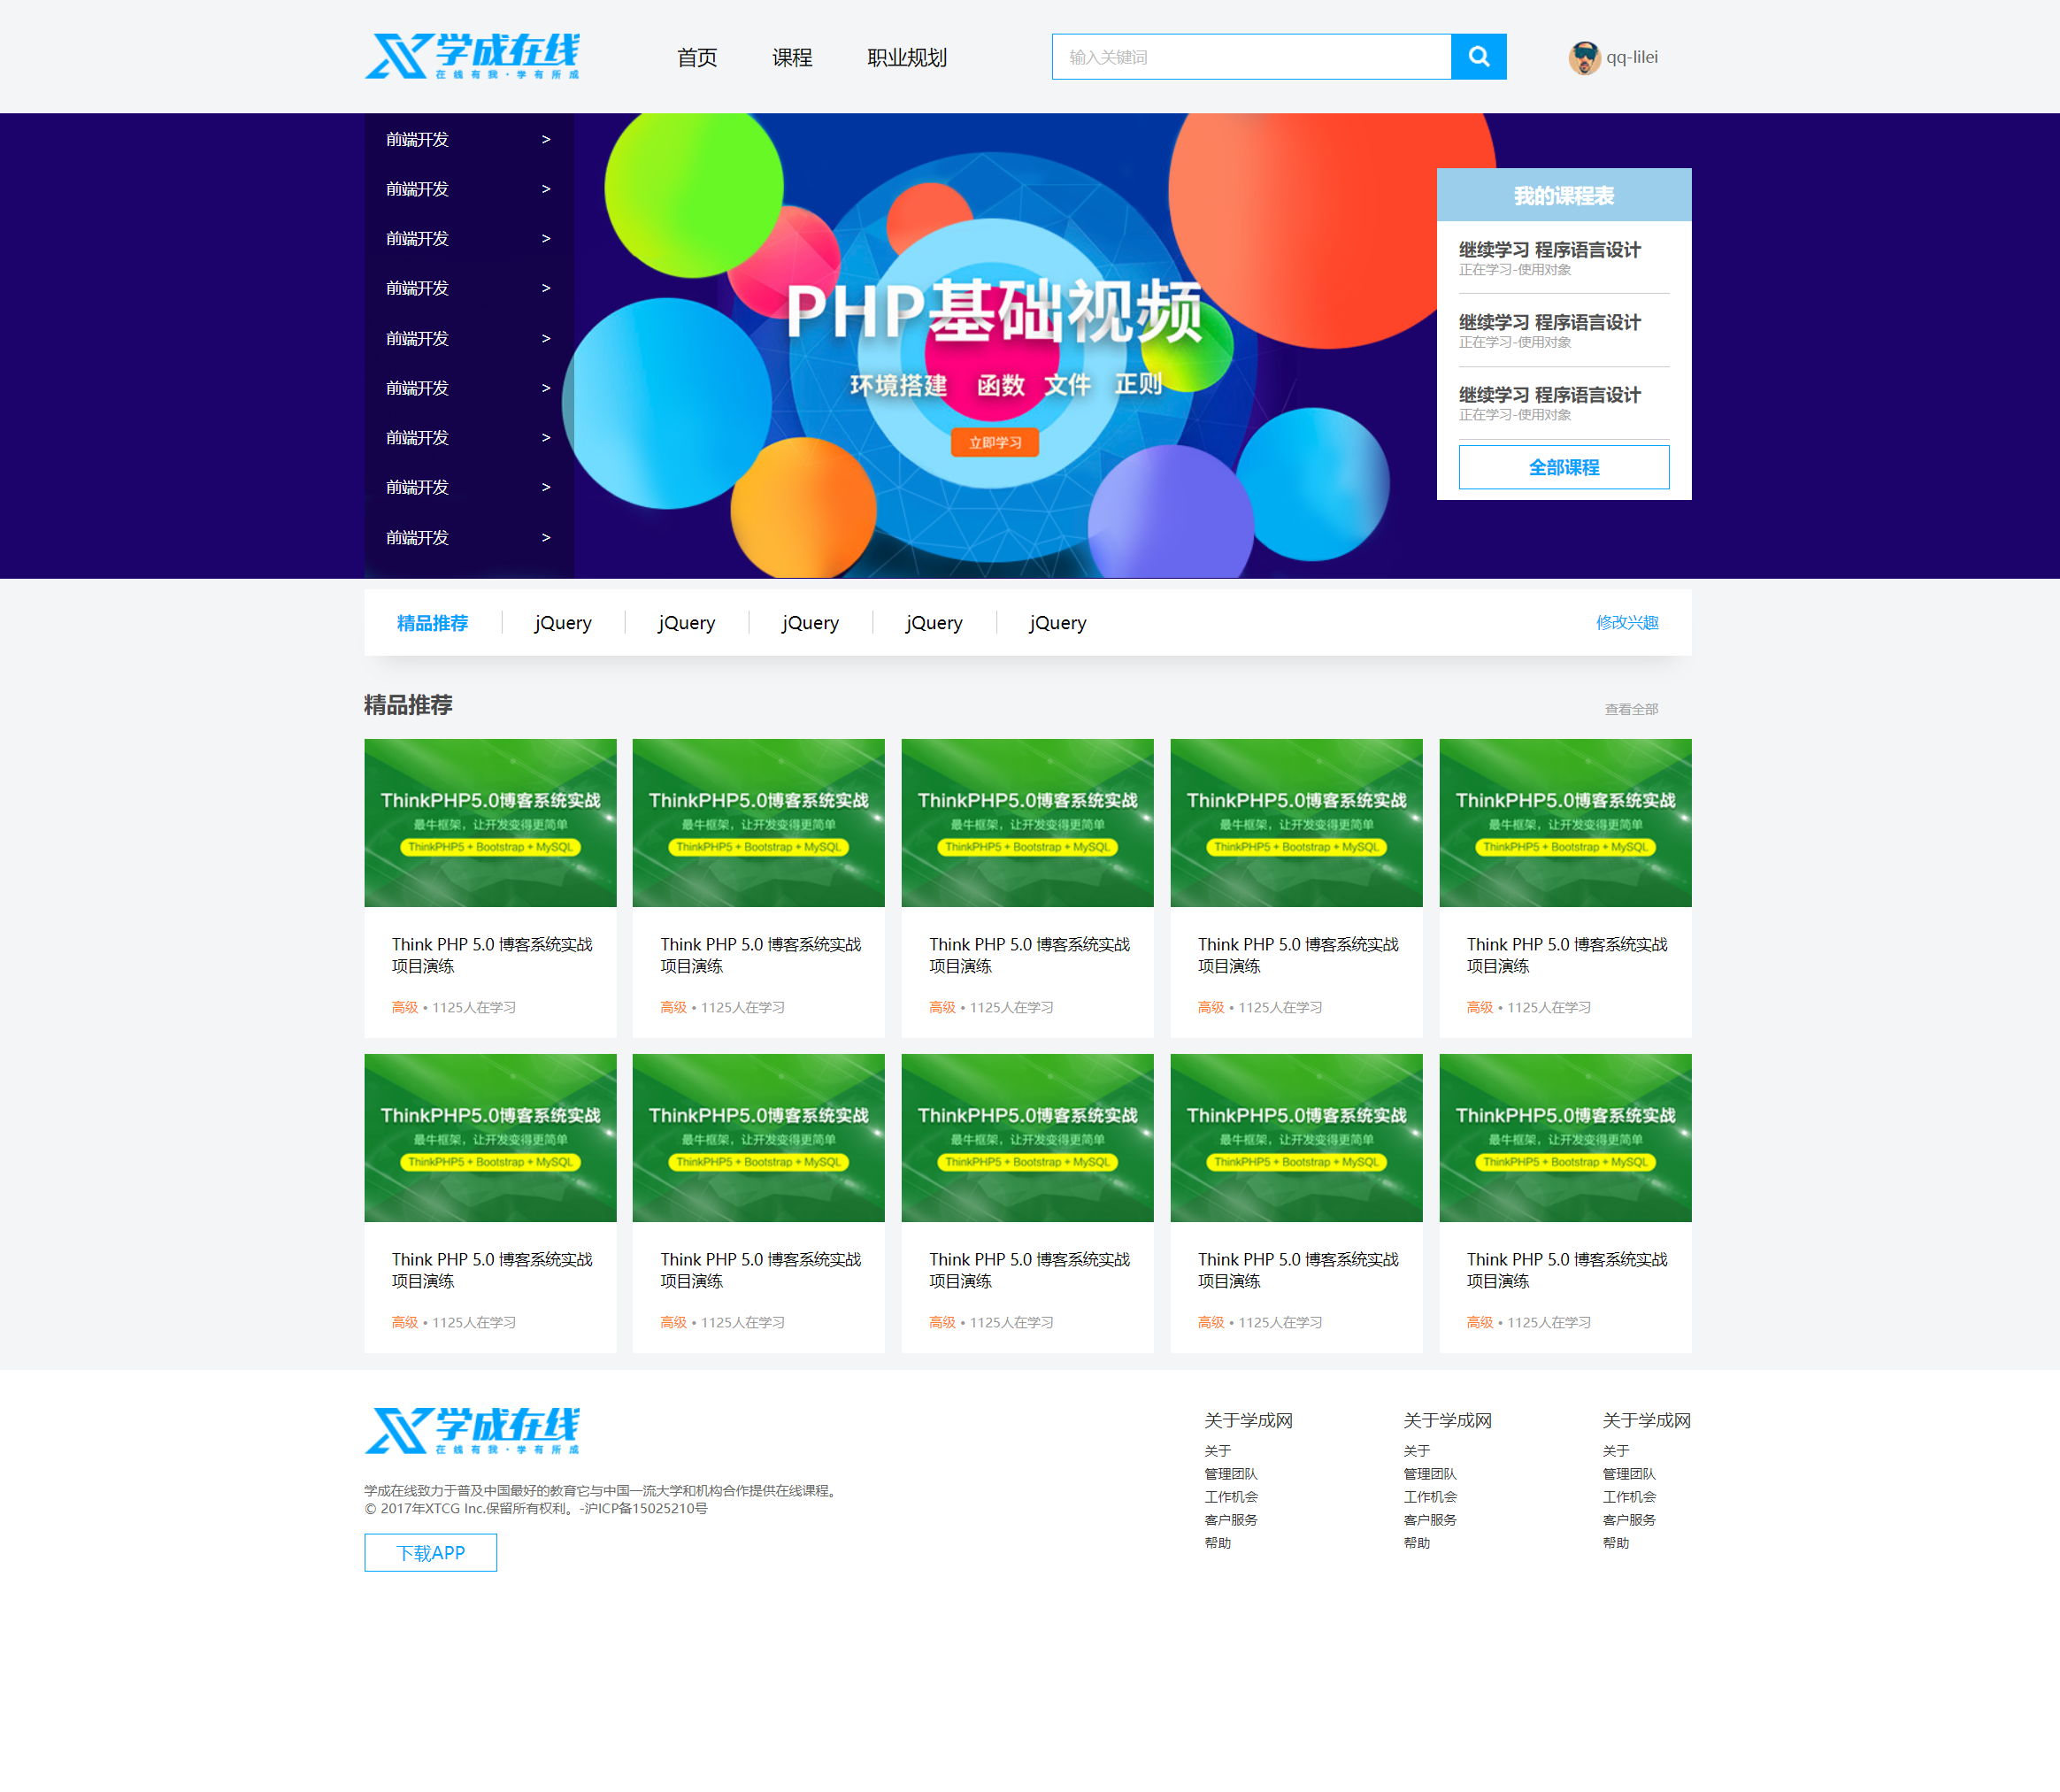 学成在线
在线有我·学有所成
首页 课程 职业规划
输入关键词
qq-lilei
前端开发 >
前端开发 >
前端开发 >
前端开发 >
前端开发 >
前端开发 >
前端开发 >
前端开发 >
前端开发 >
PHP基础视频
环境搭建 函数 文件 正则
立即学习
我的课程表
继续学习 程序语言设计
正在学习-使用对象
继续学习 程序语言设计
正在学习-使用对象
继续学习 程序语言设计
正在学习-使用对象
全部课程
精品推荐 jQuery jQuery jQuery jQuery jQuery 修改兴趣
精品推荐 查看全部
ThinkPHP5.0博客系统实战
最牛框架，让开发变得更简单
ThinkPHP5 + Bootstrap + MySQL
Think PHP 5.0 博客系统实战
项目演练
高级 • 1125人在学习
ThinkPHP5.0博客系统实战
最牛框架，让开发变得更简单
ThinkPHP5 + Bootstrap + MySQL
Think PHP 5.0 博客系统实战
项目演练
高级 • 1125人在学习
ThinkPHP5.0博客系统实战
最牛框架，让开发变得更简单
ThinkPHP5 + Bootstrap + MySQL
Think PHP 5.0 博客系统实战
项目演练
高级 • 1125人在学习
ThinkPHP5.0博客系统实战
最牛框架，让开发变得更简单
ThinkPHP5 + Bootstrap + MySQL
Think PHP 5.0 博客系统实战
项目演练
高级 • 1125人在学习
ThinkPHP5.0博客系统实战
最牛框架，让开发变得更简单
ThinkPHP5 + Bootstrap + MySQL
Think PHP 5.0 博客系统实战
项目演练
高级 • 1125人在学习
ThinkPHP5.0博客系统实战
最牛框架，让开发变得更简单
ThinkPHP5 + Bootstrap + MySQL
Think PHP 5.0 博客系统实战
项目演练
高级 • 1125人在学习
ThinkPHP5.0博客系统实战
最牛框架，让开发变得更简单
ThinkPHP5 + Bootstrap + MySQL
Think PHP 5.0 博客系统实战
项目演练
高级 • 1125人在学习
ThinkPHP5.0博客系统实战
最牛框架，让开发变得更简单
ThinkPHP5 + Bootstrap + MySQL
Think PHP 5.0 博客系统实战
项目演练
高级 • 1125人在学习
ThinkPHP5.0博客系统实战
最牛框架，让开发变得更简单
ThinkPHP5 + Bootstrap + MySQL
Think PHP 5.0 博客系统实战
项目演练
高级 • 1125人在学习
ThinkPHP5.0博客系统实战
最牛框架，让开发变得更简单
ThinkPHP5 + Bootstrap + MySQL
Think PHP 5.0 博客系统实战
项目演练
高级 • 1125人在学习
学成在线
在线有我·学有所成
学成在线致力于普及中国最好的教育它与中国一流大学和机构合作提供在线课程。
© 2017年XTCG Inc.保留所有权利。-沪ICP备15025210号
下载APP
关于学成网
关于
管理团队
工作机会
客户服务
帮助
关于学成网
关于
管理团队
工作机会
客户服务
帮助
关于学成网
关于
管理团队
工作机会
客户服务
帮助